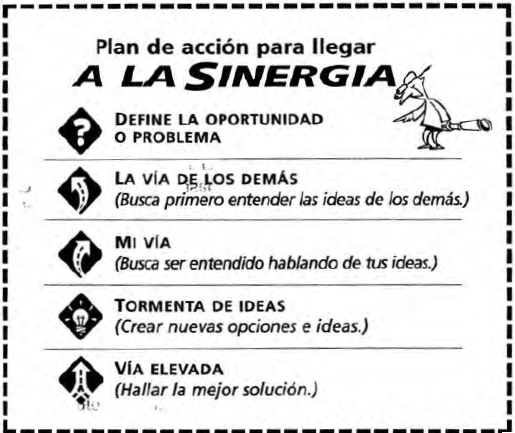 Plan de acción para llegar
A LA SINERGIA
?
DEFINE LA OPORTUNIDAD
O PROBLEMA
LA VÍA DE LOS DEMÁS
(Busca primero entender las ideas de los demás.)
MI VÍA
(Busca ser entendido hablando de tus ideas.)
TORMENTA DE IDEAS
(Crear nuevas opciones e ideas.)
VÍA ELEVADA
(Hallar la mejor solución.)